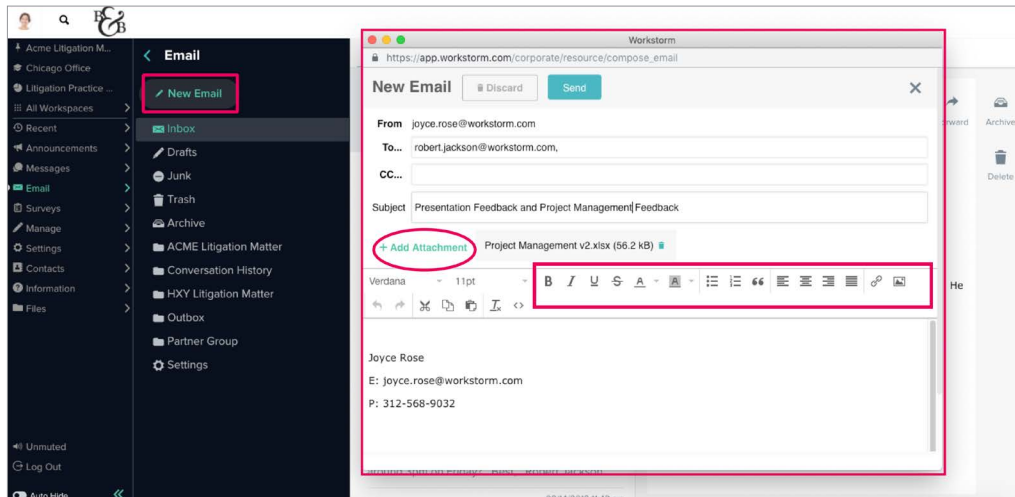 B&B
Acme Litigation M...
Chicago Office
Litigation Practice ...
All Workspaces
Recent
Announcements
Messages
Email
Surveys
Manage
Settings
Contacts
Information
Files
Unmuted
Log Out
Auto Hide
Email
New Email
Inbox
Drafts
Junk
Trash
Archive
ACME Litigation Matter
Conversation History
HXY Litigation Matter
Outbox
Partner Group
Settings
Workstorm
https://app.workstorm.com/corporate/resource/compose_email
New Email Discard Send
From joyce.rose@workstorm.com
To... robert.jackson@workstorm.com,
CC...
Subject Presentation Feedback and Project Management Feedback
+ Add Attachment Project Management v2.xlsx (56.2 kB)
Verdana 11pt B I U S A A
Joyce Rose
E: joyce.rose@workstorm.com
P: 312-568-9032
Archive
Delete
He